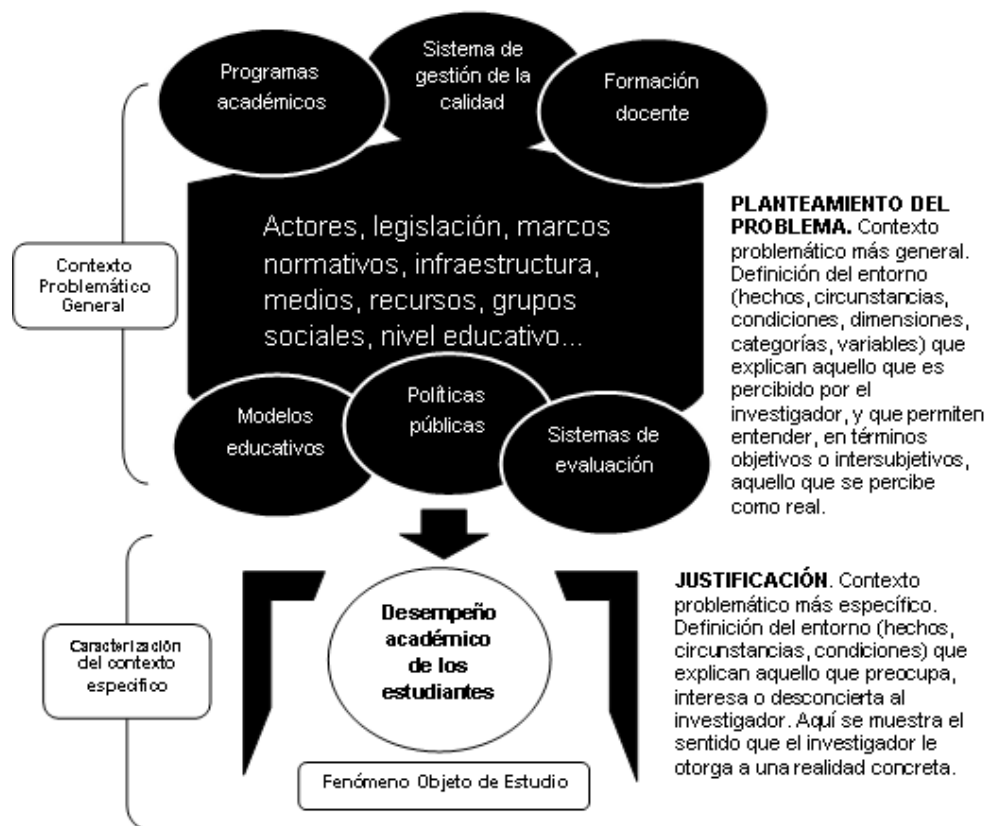 Programas
académicos
Sistema de
gestión de la
calidad
Formación
docente
Actores, legislación, marcos
normativos, infraestructura,
medios, recursos, grupos
sociales, nivel educativo...
Contexto
Problemático
General
Modelos
educativos
Políticas
públicas
Sistemas de
evaluación
PLANTEAMIENTO DEL
PROBLEMA. Contexto
problemático más general.
Definición del entorno
(hechos, circunstancias,
condiciones, dimensiones,
categorías, variables) que
explican aquello que es
percibido por el
investigador, y que permiten
entender, en términos
objetivos o intersubjetivos,
aquello que se percibe
como real.
Caracterización
del contexto
especifico
Desempeño
académico
de los
estudiantes
Fenómeno Objeto de Estudio
JUSTIFICACIÓN. Contexto
problemático más específico.
Definición del entorno (hechos,
circunstancias, condiciones) que
explican aquello que preocupa,
interesa o desconcierta al
investigador. Aquí se muestra el
sentido que el investigador le
otorga a una realidad concreta.